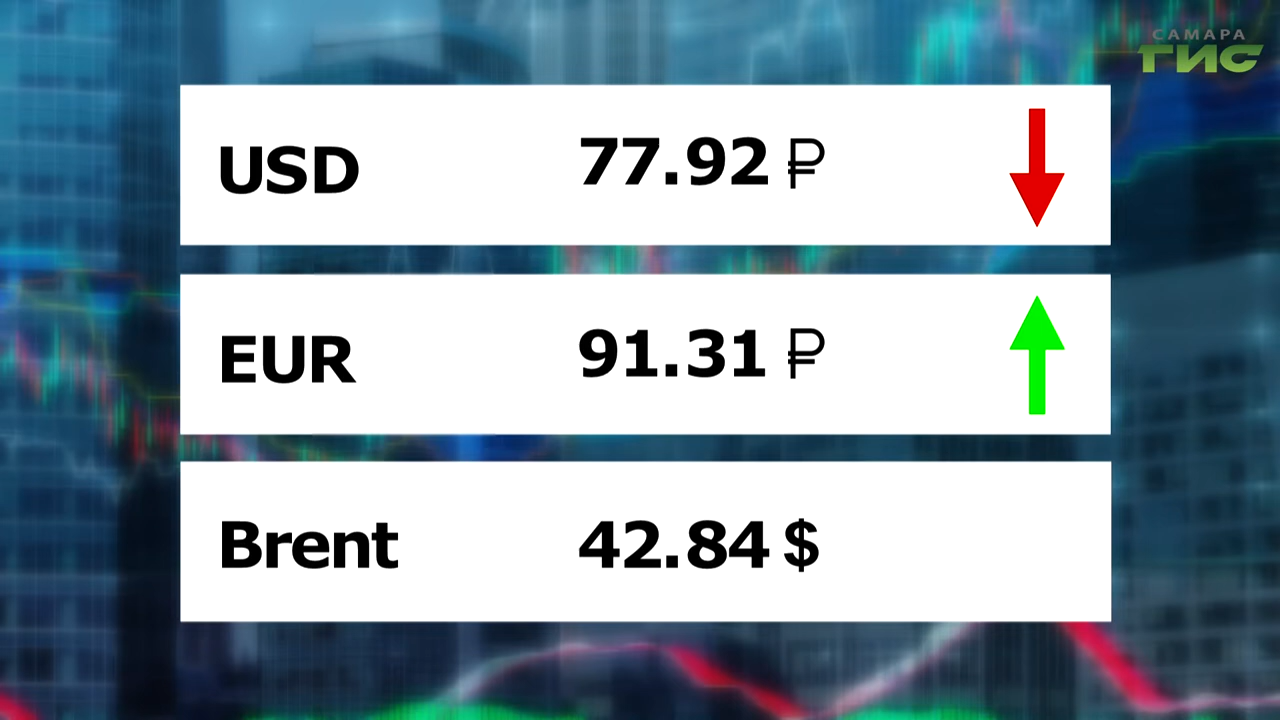 САМАРА
ГИС
USD 77.92 ₽
EUR 91.31 ₽
Brent 42.84 $